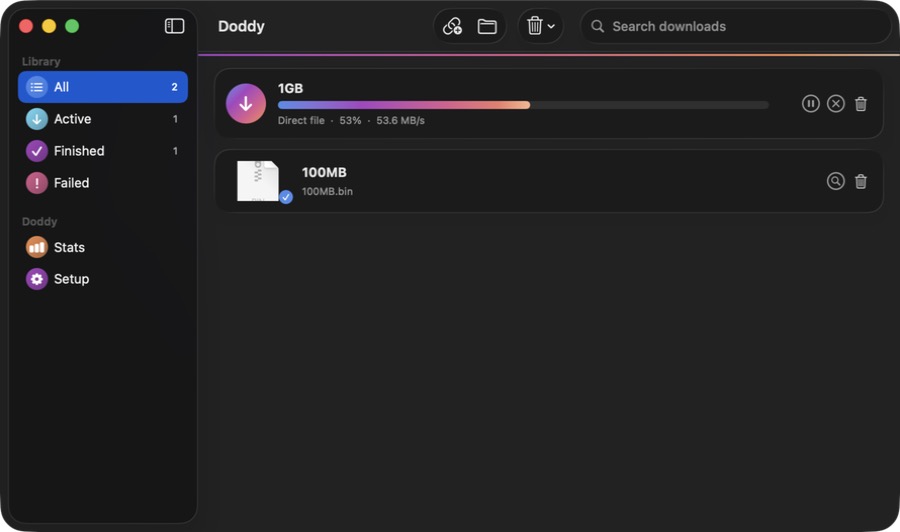 Doddy
Search downloads
Library
All 2
Active 1
Finished 1
Failed
Doddy
Stats
Setup
1GB
Direct file · 53% · 53.6 MB/s
100MB
100MB.bin